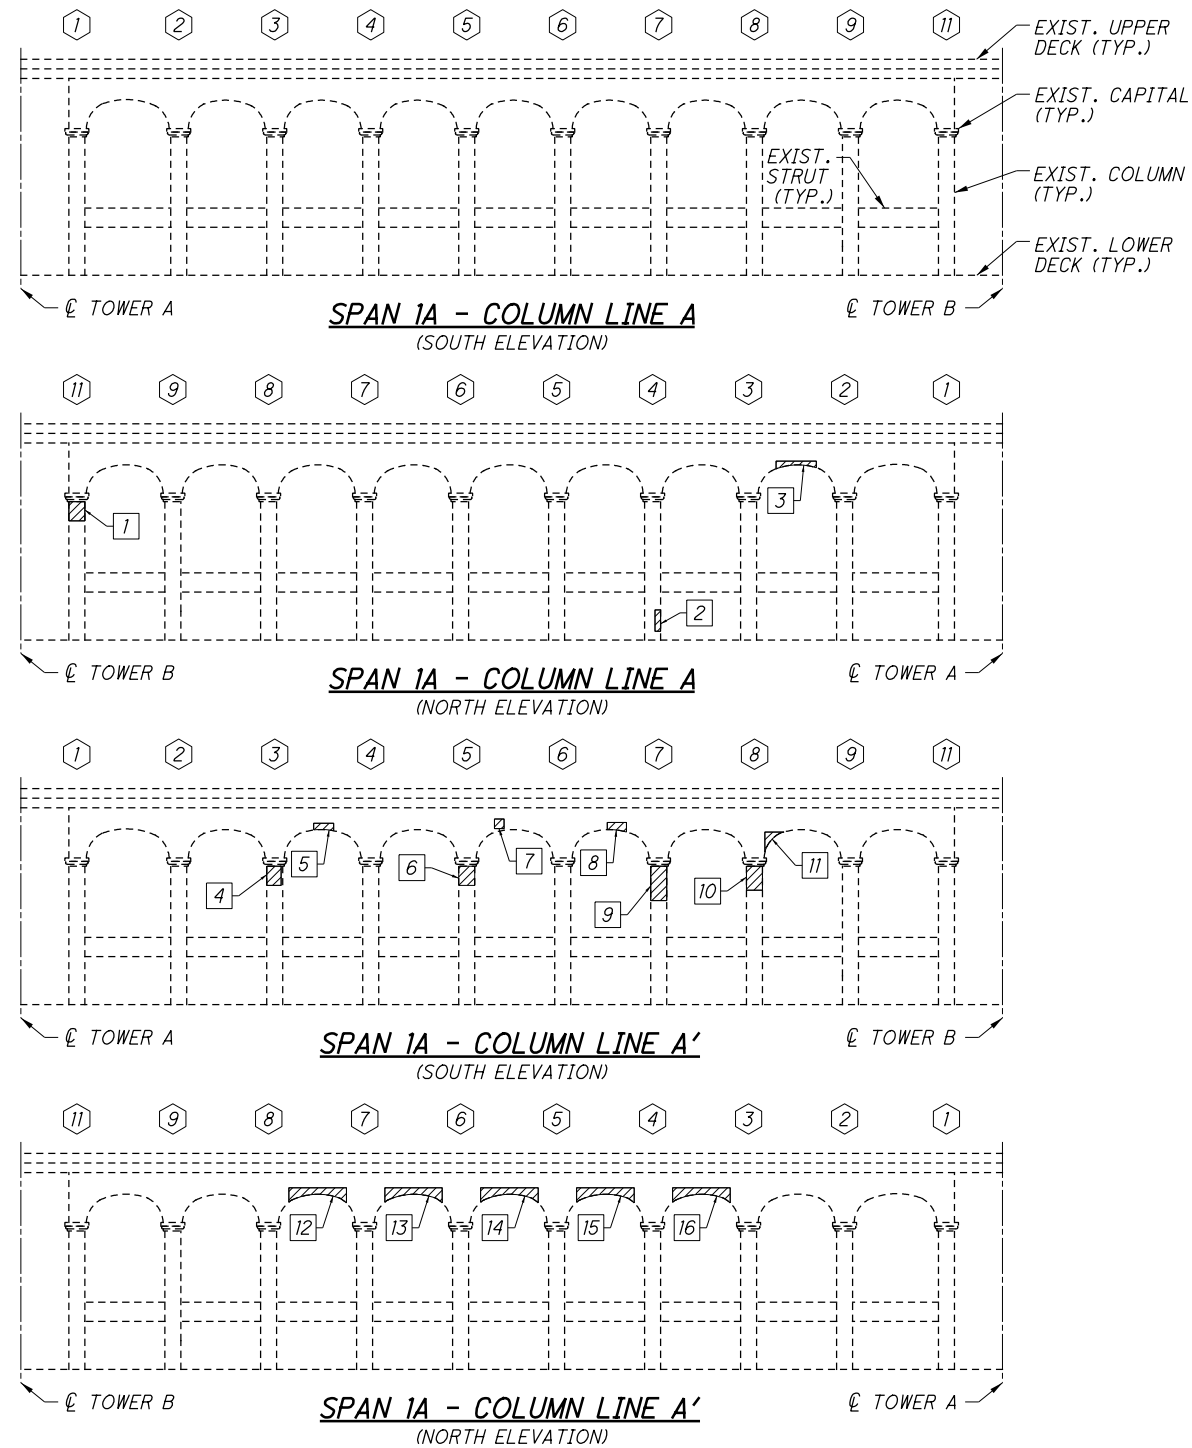 1 2 3 4 5 6 7 8 9 11
EXIST. UPPER
DECK (TYP.)
EXIST. CAPITAL
(TYP.)
EXIST.
STRUT
(TYP.)
EXIST. COLUMN
(TYP.)
EXIST. LOWER
DECK (TYP.)
℄ TOWER A
SPAN 1A - COLUMN LINE A
(SOUTH ELEVATION)
℄ TOWER B
11 9 8 7 6 5 4 3 2 1
3
1
2
℄ TOWER B
SPAN 1A - COLUMN LINE A
(NORTH ELEVATION)
℄ TOWER A
1 2 3 4 5 6 7 8 9 11
4 5 6 7 8 9 10 11
℄ TOWER A
SPAN 1A - COLUMN LINE A'
(SOUTH ELEVATION)
℄ TOWER B
11 9 8 7 6 5 4 3 2 1
12 13 14 15 16
℄ TOWER B
SPAN 1A - COLUMN LINE A'
(NORTH ELEVATION)
℄ TOWER A